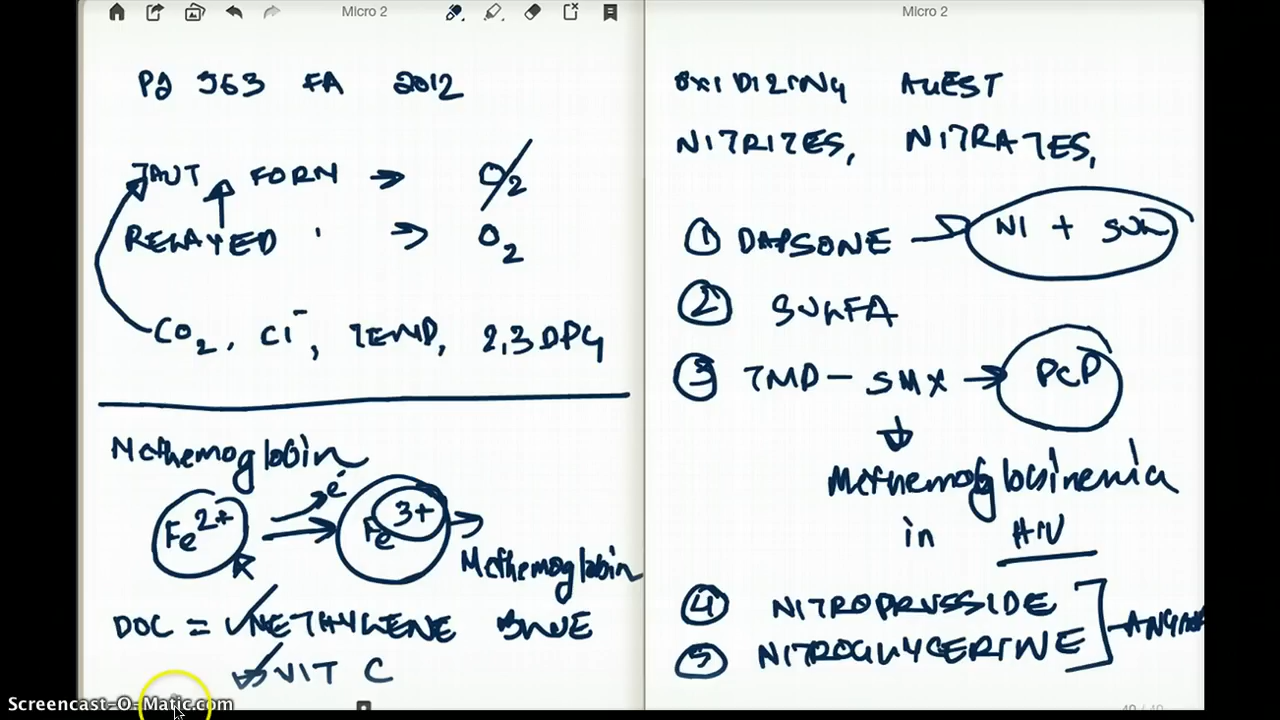 Micro 2
PG 363 FA 2012
TAUT FORM → O2
RELAXED → O2
CO2, Cl-, TEMP, 2,3 DPG
Methemoglobin
Fe2+ → e- Fe 3+ →
Methemoglobin
DOC = METHYLENE BLUE
VIT C
Screencast-O-Matic.com
Micro 2
OXIDIZING AGENT
NITRITES, NITRATES,
① DAPSONE → NI +
② SULFA
③ TMP - SMX → PCP
Methemoglobinemia
in HIV
④ NITROPRUSSIDE
⑤ NITROGLYCERINE